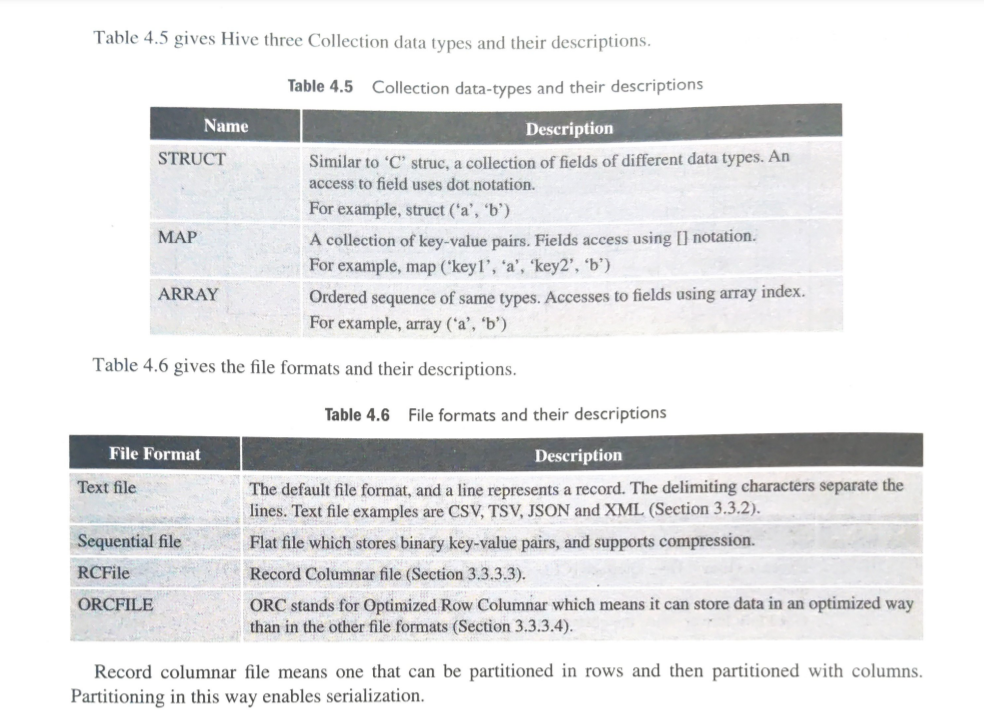 Table 4.5 gives Hive three Collection data types and their descriptions.
Table 4.5 Collection data-types and their descriptions
Name Description
STRUCT Similar to ‘C’ struc, a collection of fields of different data types. An
access to field uses dot notation.
For example, struct (‘a’, ‘b’)
MAP A collection of key-value pairs. Fields access using [] notation.
For example, map (‘key1’, ‘a’, ‘key2’, ‘b’)
ARRAY Ordered sequence of same types. Accesses to fields using array index.
For example, array (‘a’, ‘b’)
Table 4.6 gives the file formats and their descriptions.
Table 4.6 File formats and their descriptions
File Format Description
Text file The default file format, and a line represents a record. The delimiting characters separate the
lines. Text file examples are CSV, TSV, JSON and XML (Section 3.3.2).
Sequential file Flat file which stores binary key-value pairs, and supports compression.
RCFile Record Columnar file (Section 3.3.3.3).
ORCFILE ORC stands for Optimized Row Columnar which means it can store data in an optimized way
than in the other file formats (Section 3.3.3.4).
Record columnar file means one that can be partitioned in rows and then partitioned with columns.
Partitioning in this way enables serialization.